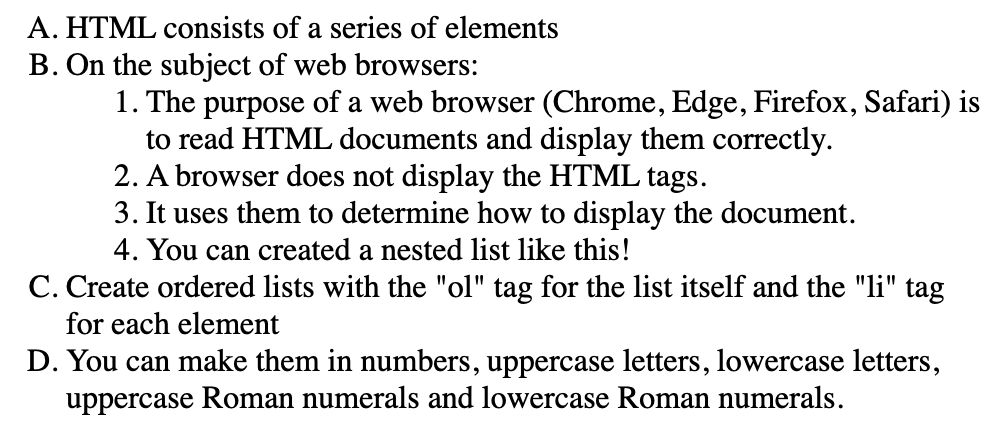 A. HTML consists of a series of elements
B. On the subject of web browsers:
1. The purpose of a web browser (Chrome, Edge, Firefox, Safari) is
to read HTML documents and display them correctly.
2. A browser does not display the HTML tags.
3. It uses them to determine how to display the document.
4. You can created a nested list like this!
C. Create ordered lists with the "ol" tag for the list itself and the "li" tag
for each element
D. You can make them in numbers, uppercase letters, lowercase letters,
uppercase Roman numerals and lowercase Roman numerals.